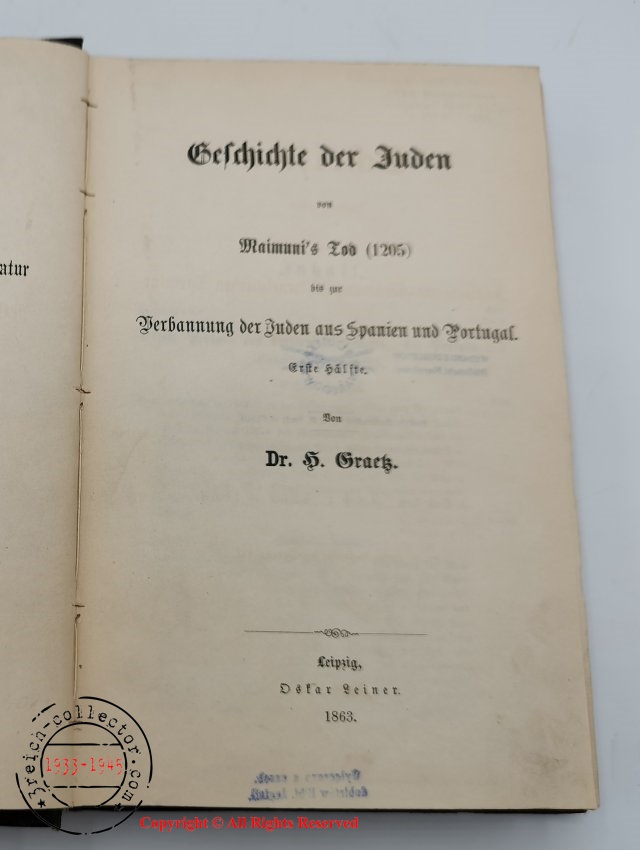 atur
Geschichte der Juden
von
Maimuni's Tod (1205)
bis zur
Verbannung der Juden aus Spanien und Portugal.
Erste Hälfte.
Von
Dr. H. Graetz.
Leipzig,
Oskar Leiner.
1863.
3reich-collector.com
1933-1945
Copyright © All Rights Reserved